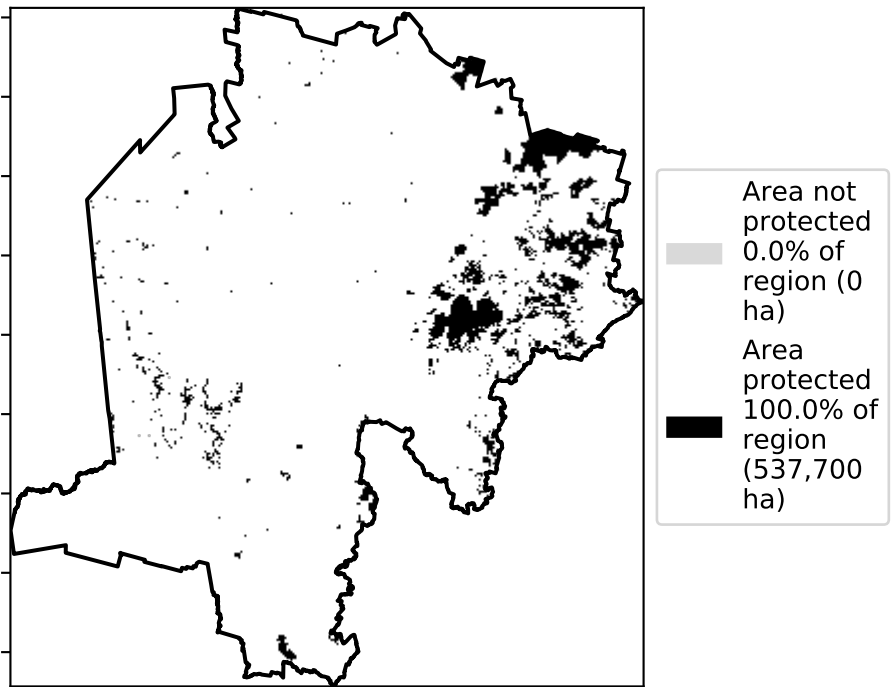 Area not
protected
0.0% of
region (0
ha)
Area
protected
100.0% of
region
(537,700
ha)